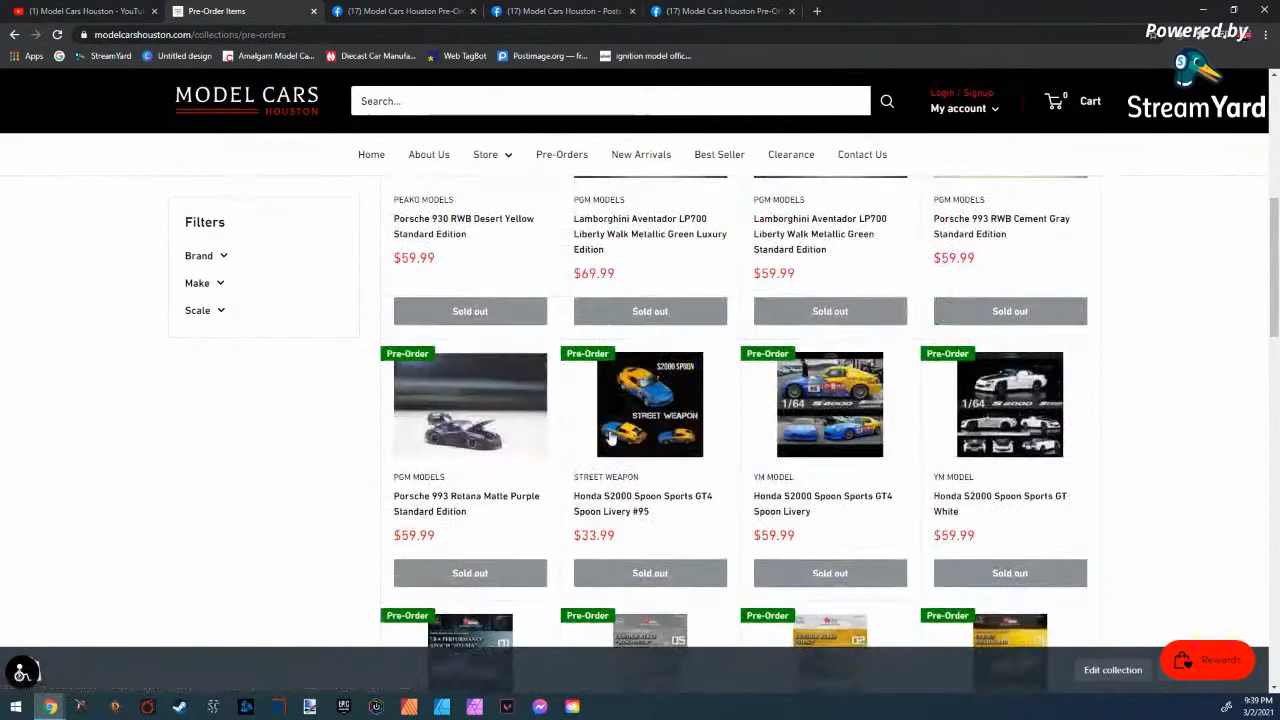 (17) Model Cars Houston - YouTu
Pre-Order Items
(17) Model Cars Houston - Pre-Or
(17) Model Cars Houston - Posts
(17) Model Cars Houston Pre-Or
modelcarshouston.com/collections/pre-orders
Powered by
Apps
StreamYard
Untitled design
Amalgam Model Ca...
Diecast Car Manufa...
Web TagBot
Postimage.org — fr...
ignition model offic...
StreamYard
MODEL CARS
HOUSTON
Search...
Login / Signup
My account
0
Cart
Home
About Us
Store
Pre-Orders
New Arrivals
Best Seller
Clearance
Contact Us
Filters
Brand
Make
Scale
PEAKO MODELS
Porsche 930 RWB Desert Yellow
Standard Edition
$59.99
Sold out
PGM MODELS
Lamborghini Aventador LP700
Liberty Walk Metallic Green Luxury
Edition
$69.99
Sold out
PGM MODELS
Lamborghini Aventador LP700
Liberty Walk Metallic Green
Standard Edition
$59.99
Sold out
PGM MODELS
Porsche 993 RWB Cement Gray
Standard Edition
$59.99
Sold out
Pre-Order
PGM MODELS
Porsche 993 Rotana Matte Purple
Standard Edition
$59.99
Sold out
Pre-Order
S2000 SPOON
STREET WEAPON
STREET WEAPON
Honda S2000 Spoon Sports GT4
Spoon Livery #95
$33.99
Sold out
Pre-Order
1/64 S2000
YM MODEL
Honda S2000 Spoon Sports GT4
Spoon Livery
$59.99
Sold out
Pre-Order
1/64 S2000
YM MODEL
Honda S2000 Spoon Sports GT
White
$59.99
Sold out
Pre-Order
Pre-Order
05
Pre-Order
02
Pre-Order
Edit collection
Rewards
9:39 PM
3/2/2021